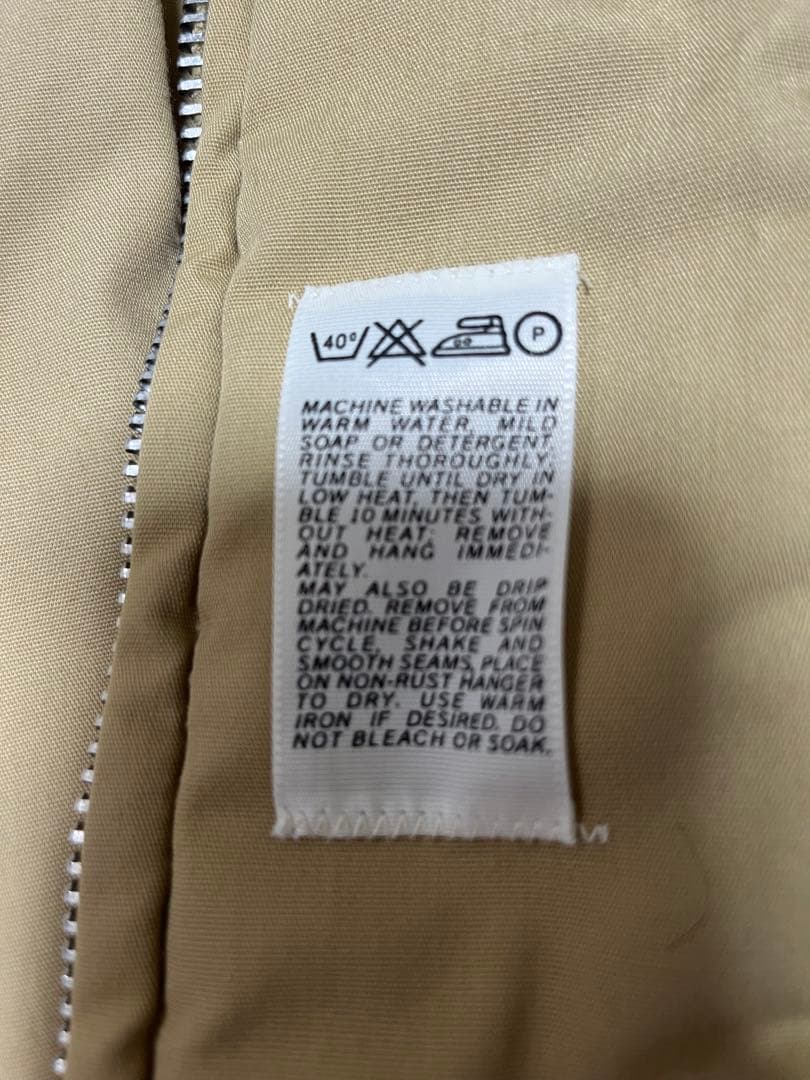 40° P
MACHINE WASHABLE IN
WARM WATER, MILD
SOAP OR DETERGENT,
RINSE THOROUGHLY;
TUMBLE UNTIL DRY IN
LOW HEAT, THEN TUM-
BLE 10 MINUTES WITH-
OUT HEAT; REMOVE
AND HANG IMMEDI-
ATELY.
MAY ALSO BE DRIP
DRIED. REMOVE FROM
MACHINE BEFORE SPIN
CYCLE, SHAKE AND
SMOOTH SEAMS, PLACE
ON NON-RUST HANGER
TO DRY. USE WARM
IRON IF DESIRED. DO
NOT BLEACH OR SOAK.